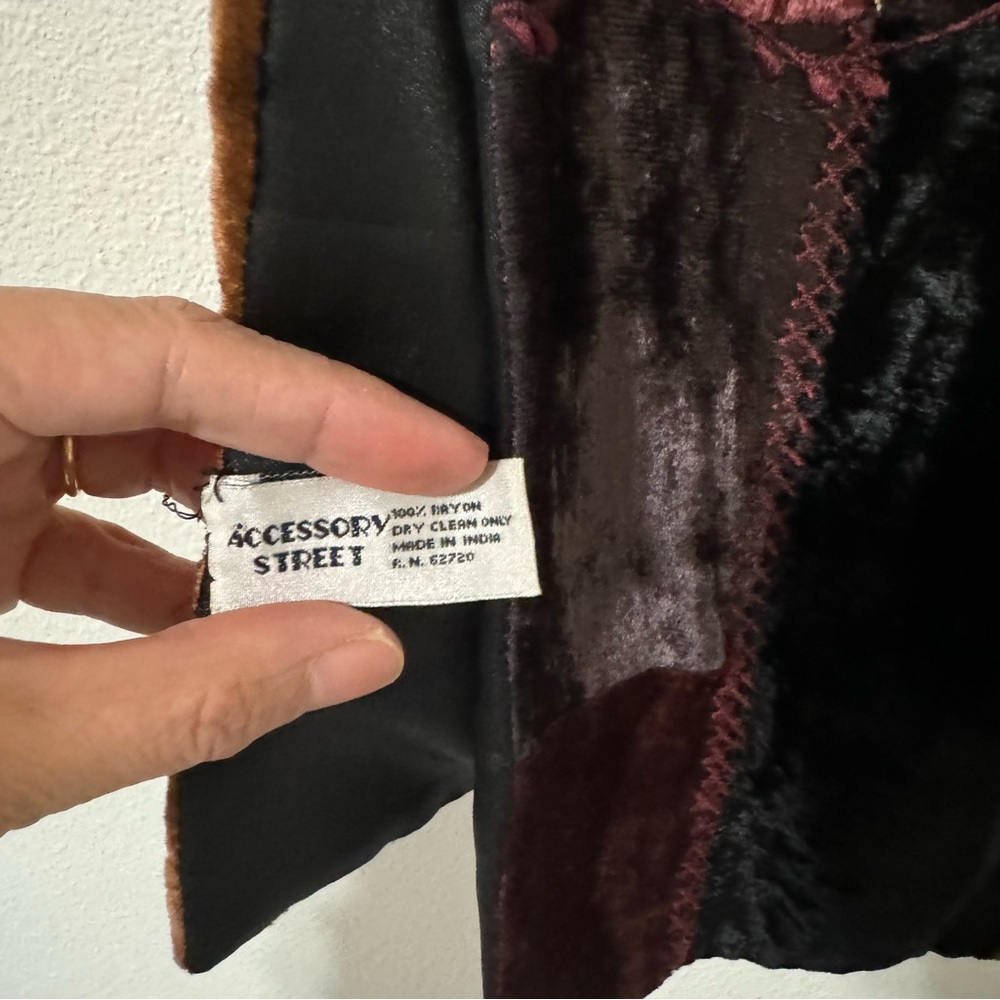 ACCESSORY
STREET
100% RAYON
DRY CLEAN ONLY
MADE IN INDIA
R.N. 62720